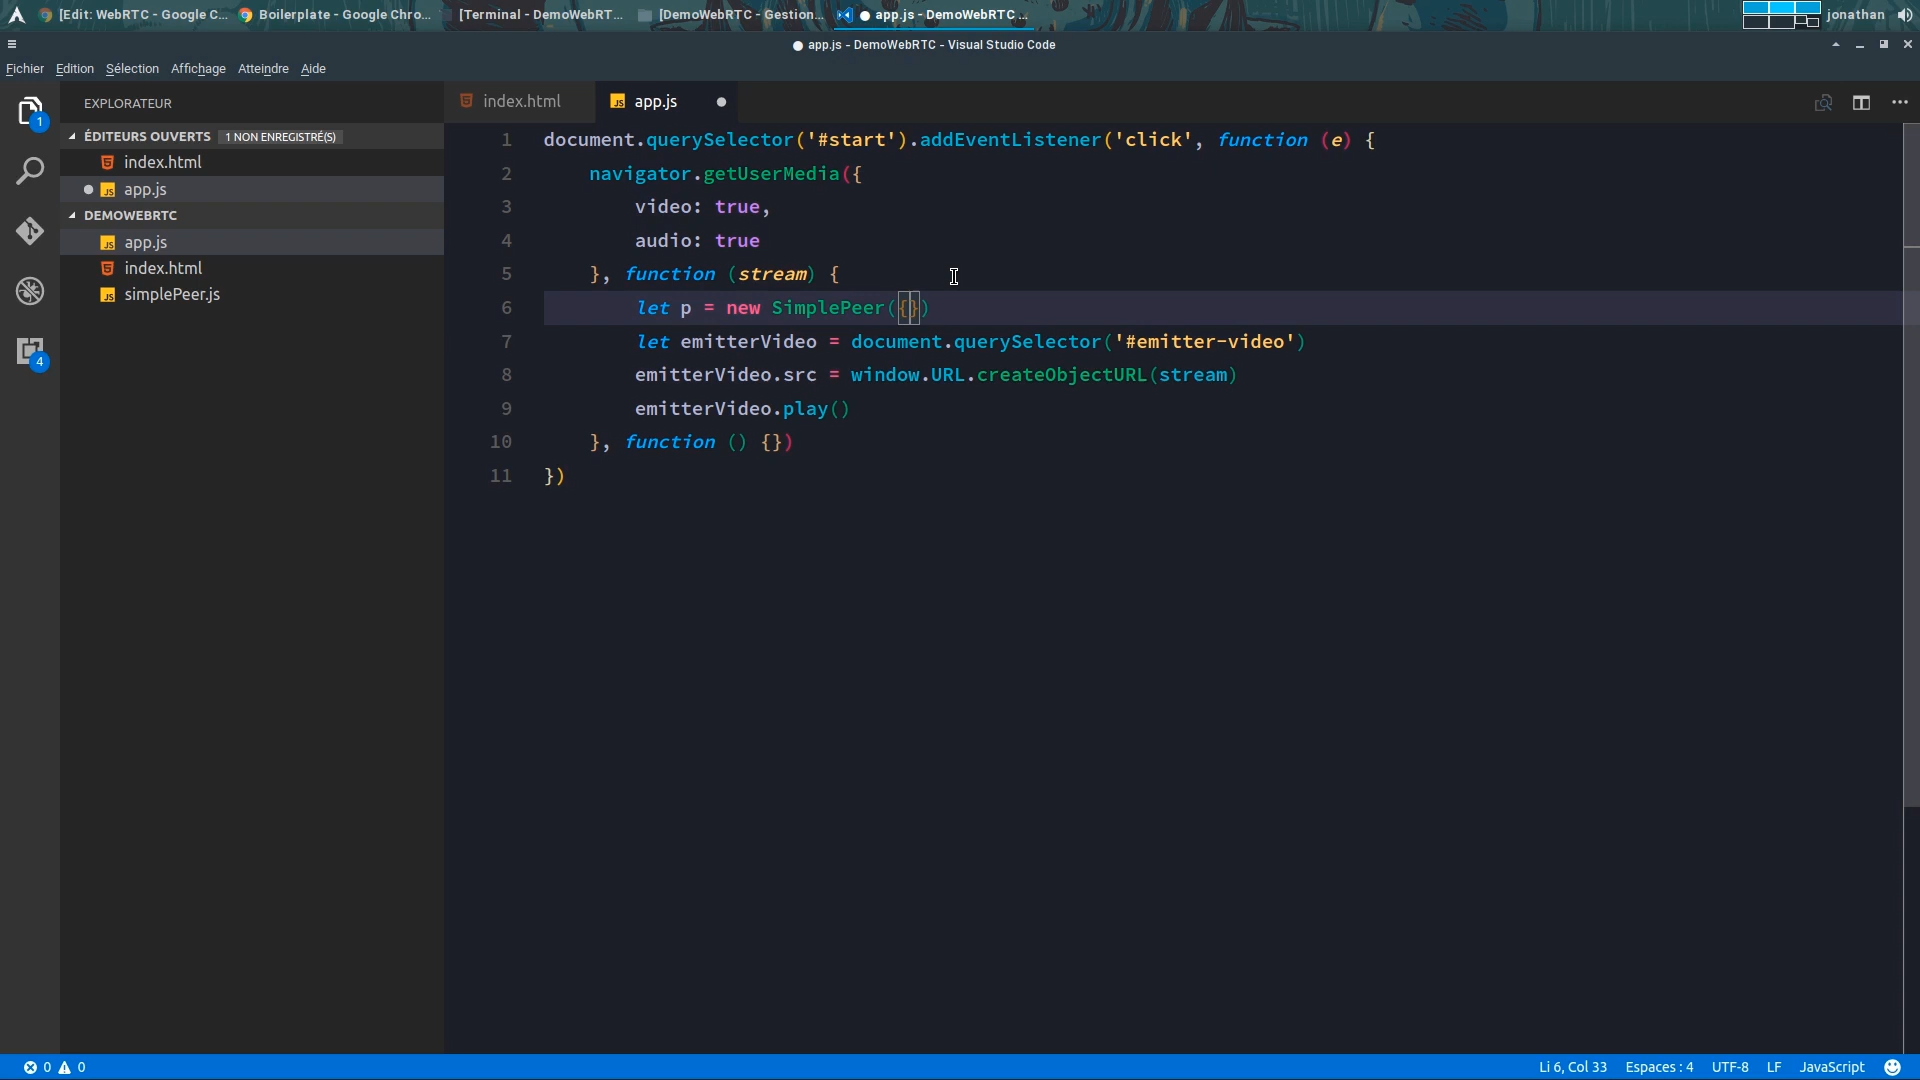 [Edit: WebRTC - Google C...
Boilerplate - Google Chro...
[Terminal - DemoWebRT...
[DemoWebRTC - Gestion...
● app.js - DemoWebRTC ...
jonathan
● app.js - DemoWebRTC - Visual Studio Code
Fichier Edition Sélection Affichage Atteindre Aide
EXPLORATEUR
ÉDITEURS OUVERTS 1 NON ENREGISTRÉ(S)
index.html
app.js
DEMOWEBRTC
app.js
index.html
simplePeer.js
1
4
index.html
app.js
1 document.querySelector('#start').addEventListener('click', function (e) {
2     navigator.getUserMedia({
3         video: true,
4         audio: true
5     }, function (stream) {
6         let p = new SimplePeer({})
7         let emitterVideo = document.querySelector('#emitter-video')
8         emitterVideo.src = window.URL.createObjectURL(stream)
9         emitterVideo.play()
10     }, function () {})
11 })
0 0
Li 6, Col 33 Espaces : 4 UTF-8 LF JavaScript